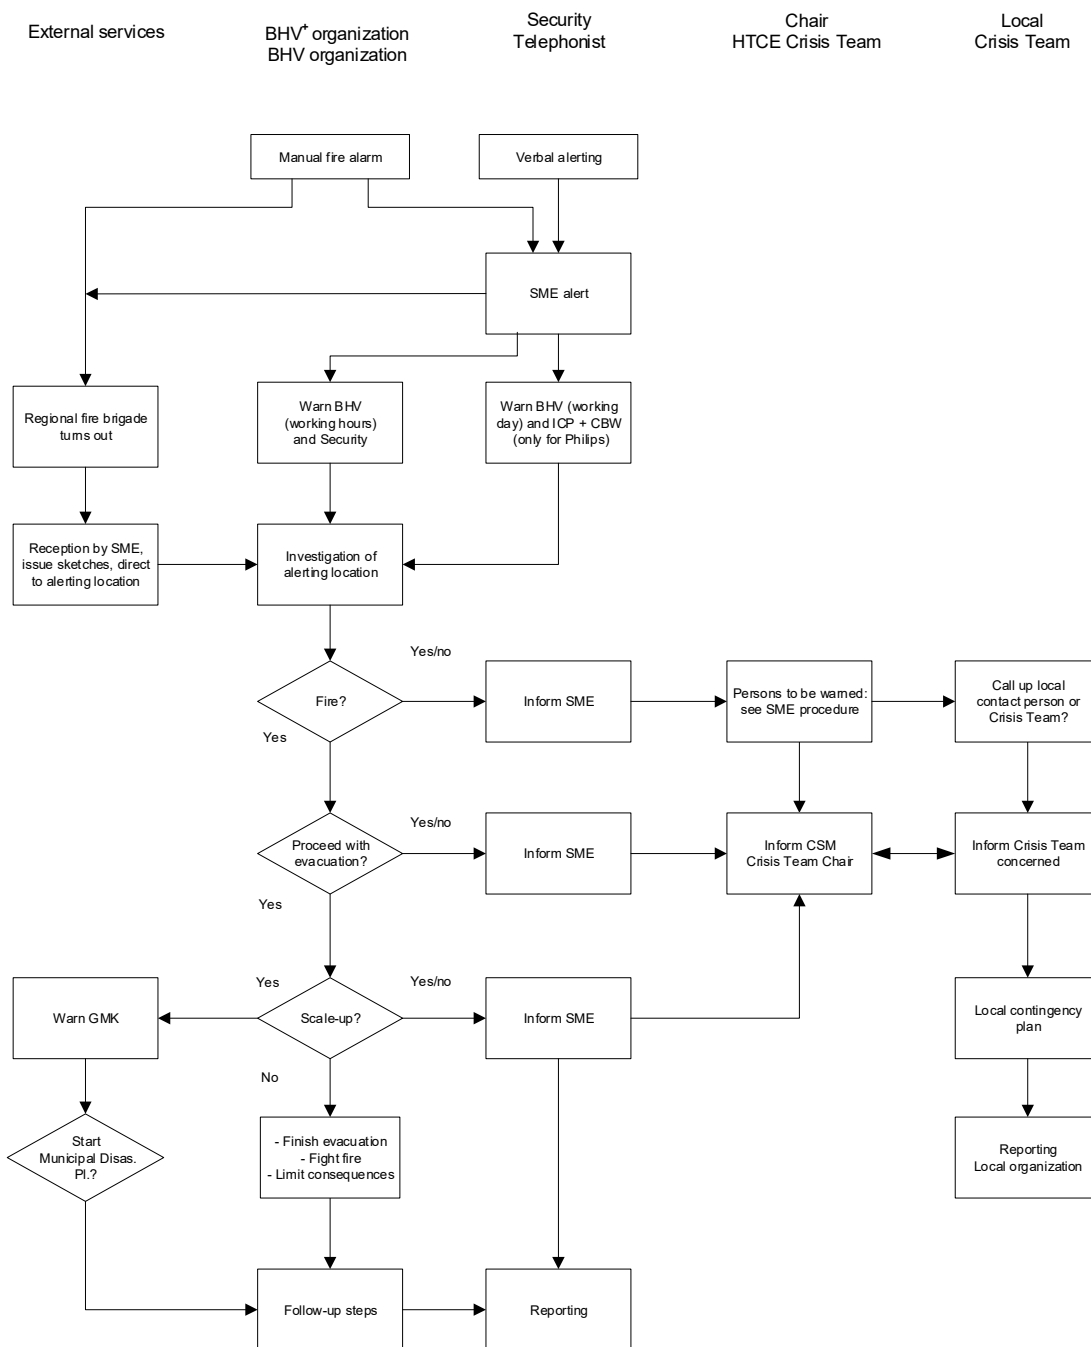 External services
BHV+ organization
BHV organization
Security
Telephonist
Chair
HTCE Crisis Team
Local
Crisis Team
Manual fire alarm
Verbal alerting
SME alert
Regional fire brigade
turns out
Warn BHV
(working hours)
and Security
Warn BHV (working
day) and ICP + CBW
(only for Philips)
Reception by SME,
issue sketches, direct
to alerting location
Investigation of
alerting location
Fire?
Yes/no
Yes
Inform SME
Persons to be warned:
see SME procedure
Call up local
contact person or
Crisis Team?
Proceed with
evacuation?
Yes/no
Yes
Inform SME
Inform CSM
Crisis Team Chair
Inform Crisis Team
concerned
Warn GMK
Yes
Scale-up?
Yes/no
No
Inform SME
Local contingency
plan
Start
Municipal Disas.
Pl.?
- Finish evacuation
- Fight fire
- Limit consequences
Reporting
Local organization
Follow-up steps
Reporting